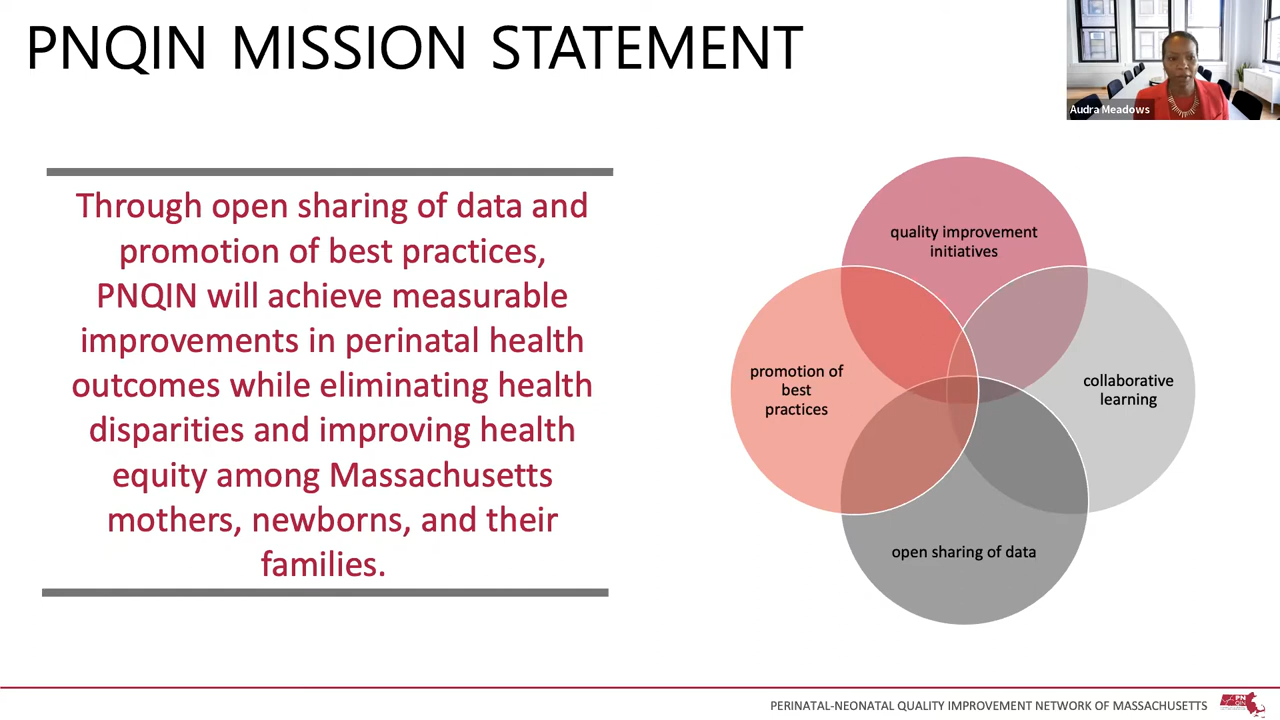 PNQIN MISSION STATEMENT
Audra Meadows
Through open sharing of data and
promotion of best practices,
PNQIN will achieve measurable
improvements in perinatal health
outcomes while eliminating health
disparities and improving health
equity among Massachusetts
mothers, newborns, and their
families.
quality improvement
initiatives
promotion of
best
practices
collaborative
learning
open sharing of data
PERINATAL-NEONATAL QUALITY IMPROVEMENT NETWORK OF MASSACHUSETTS
PN
QIN